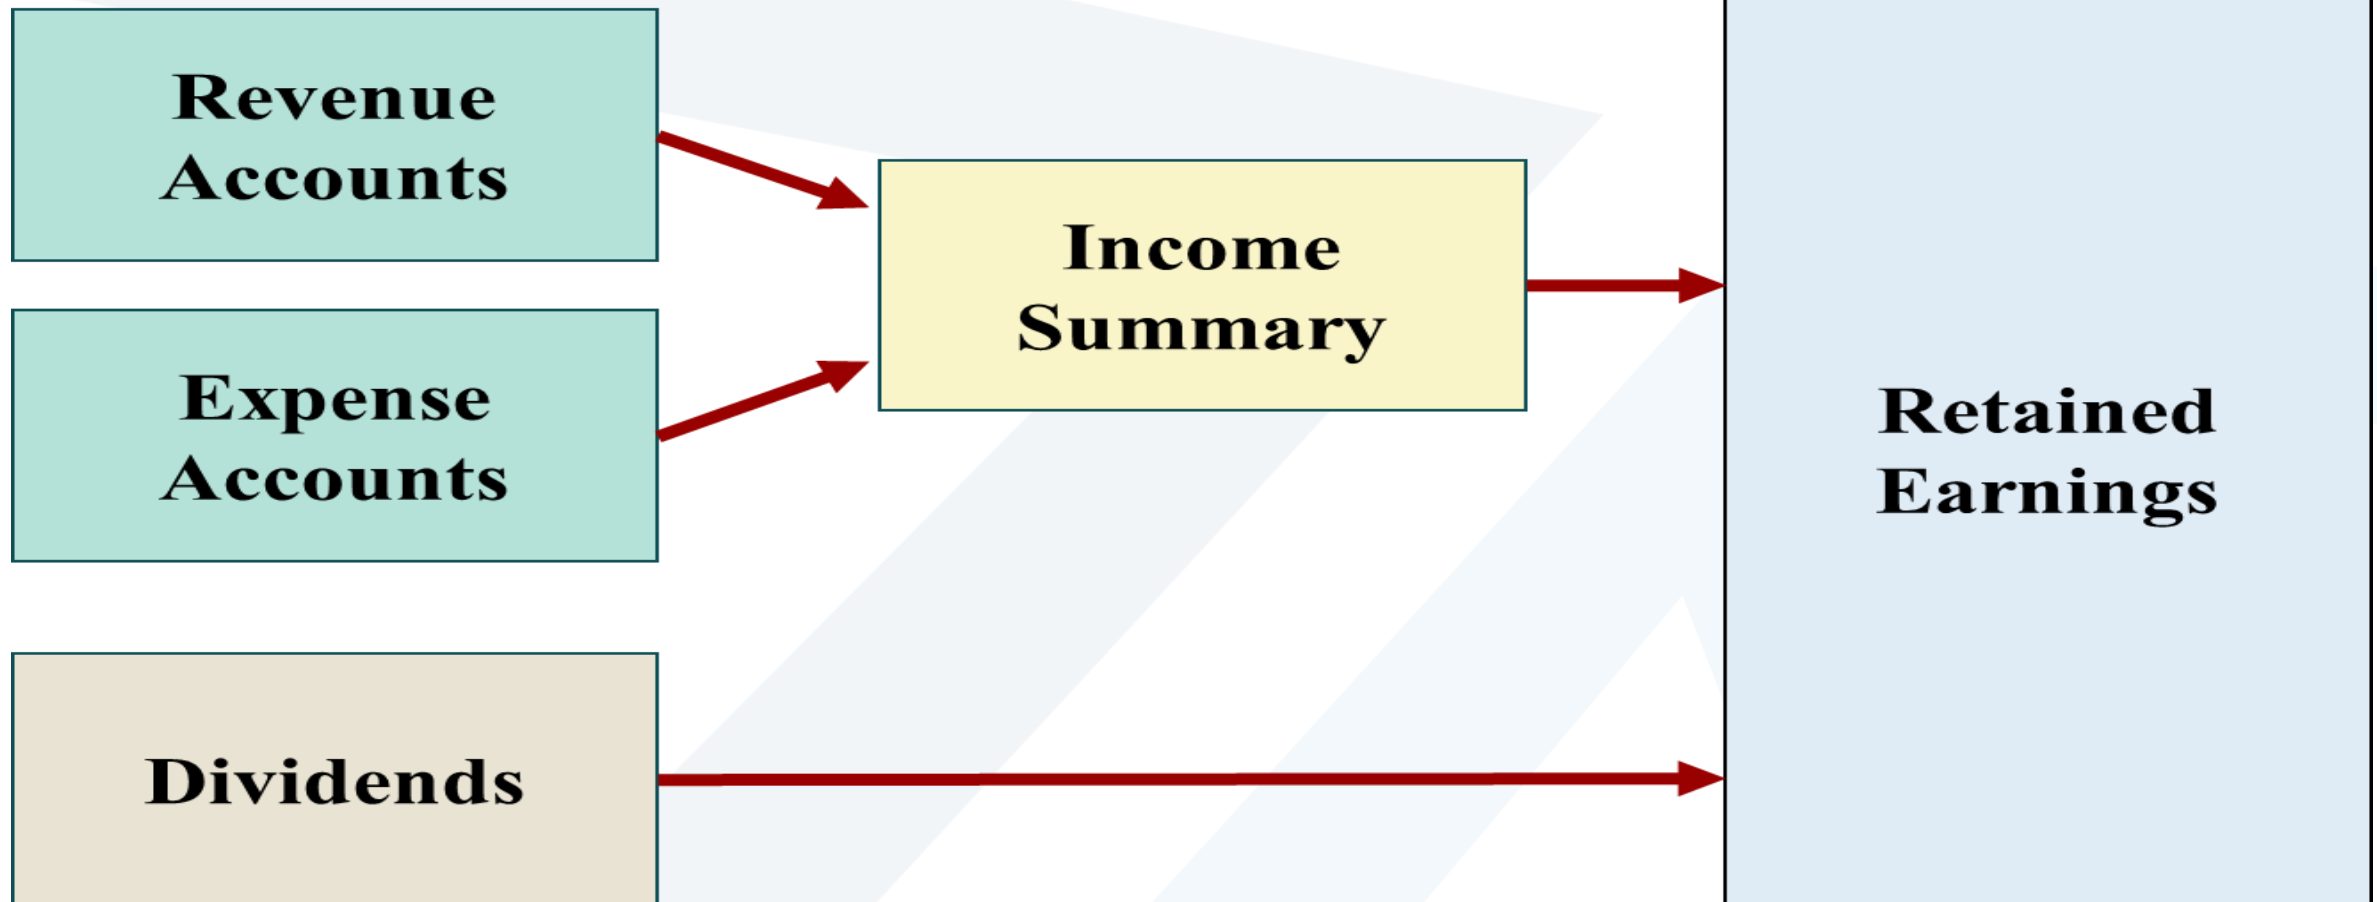 Revenue
Accounts
Income
Summary
Expense
Accounts
Retained
Earnings
Dividends